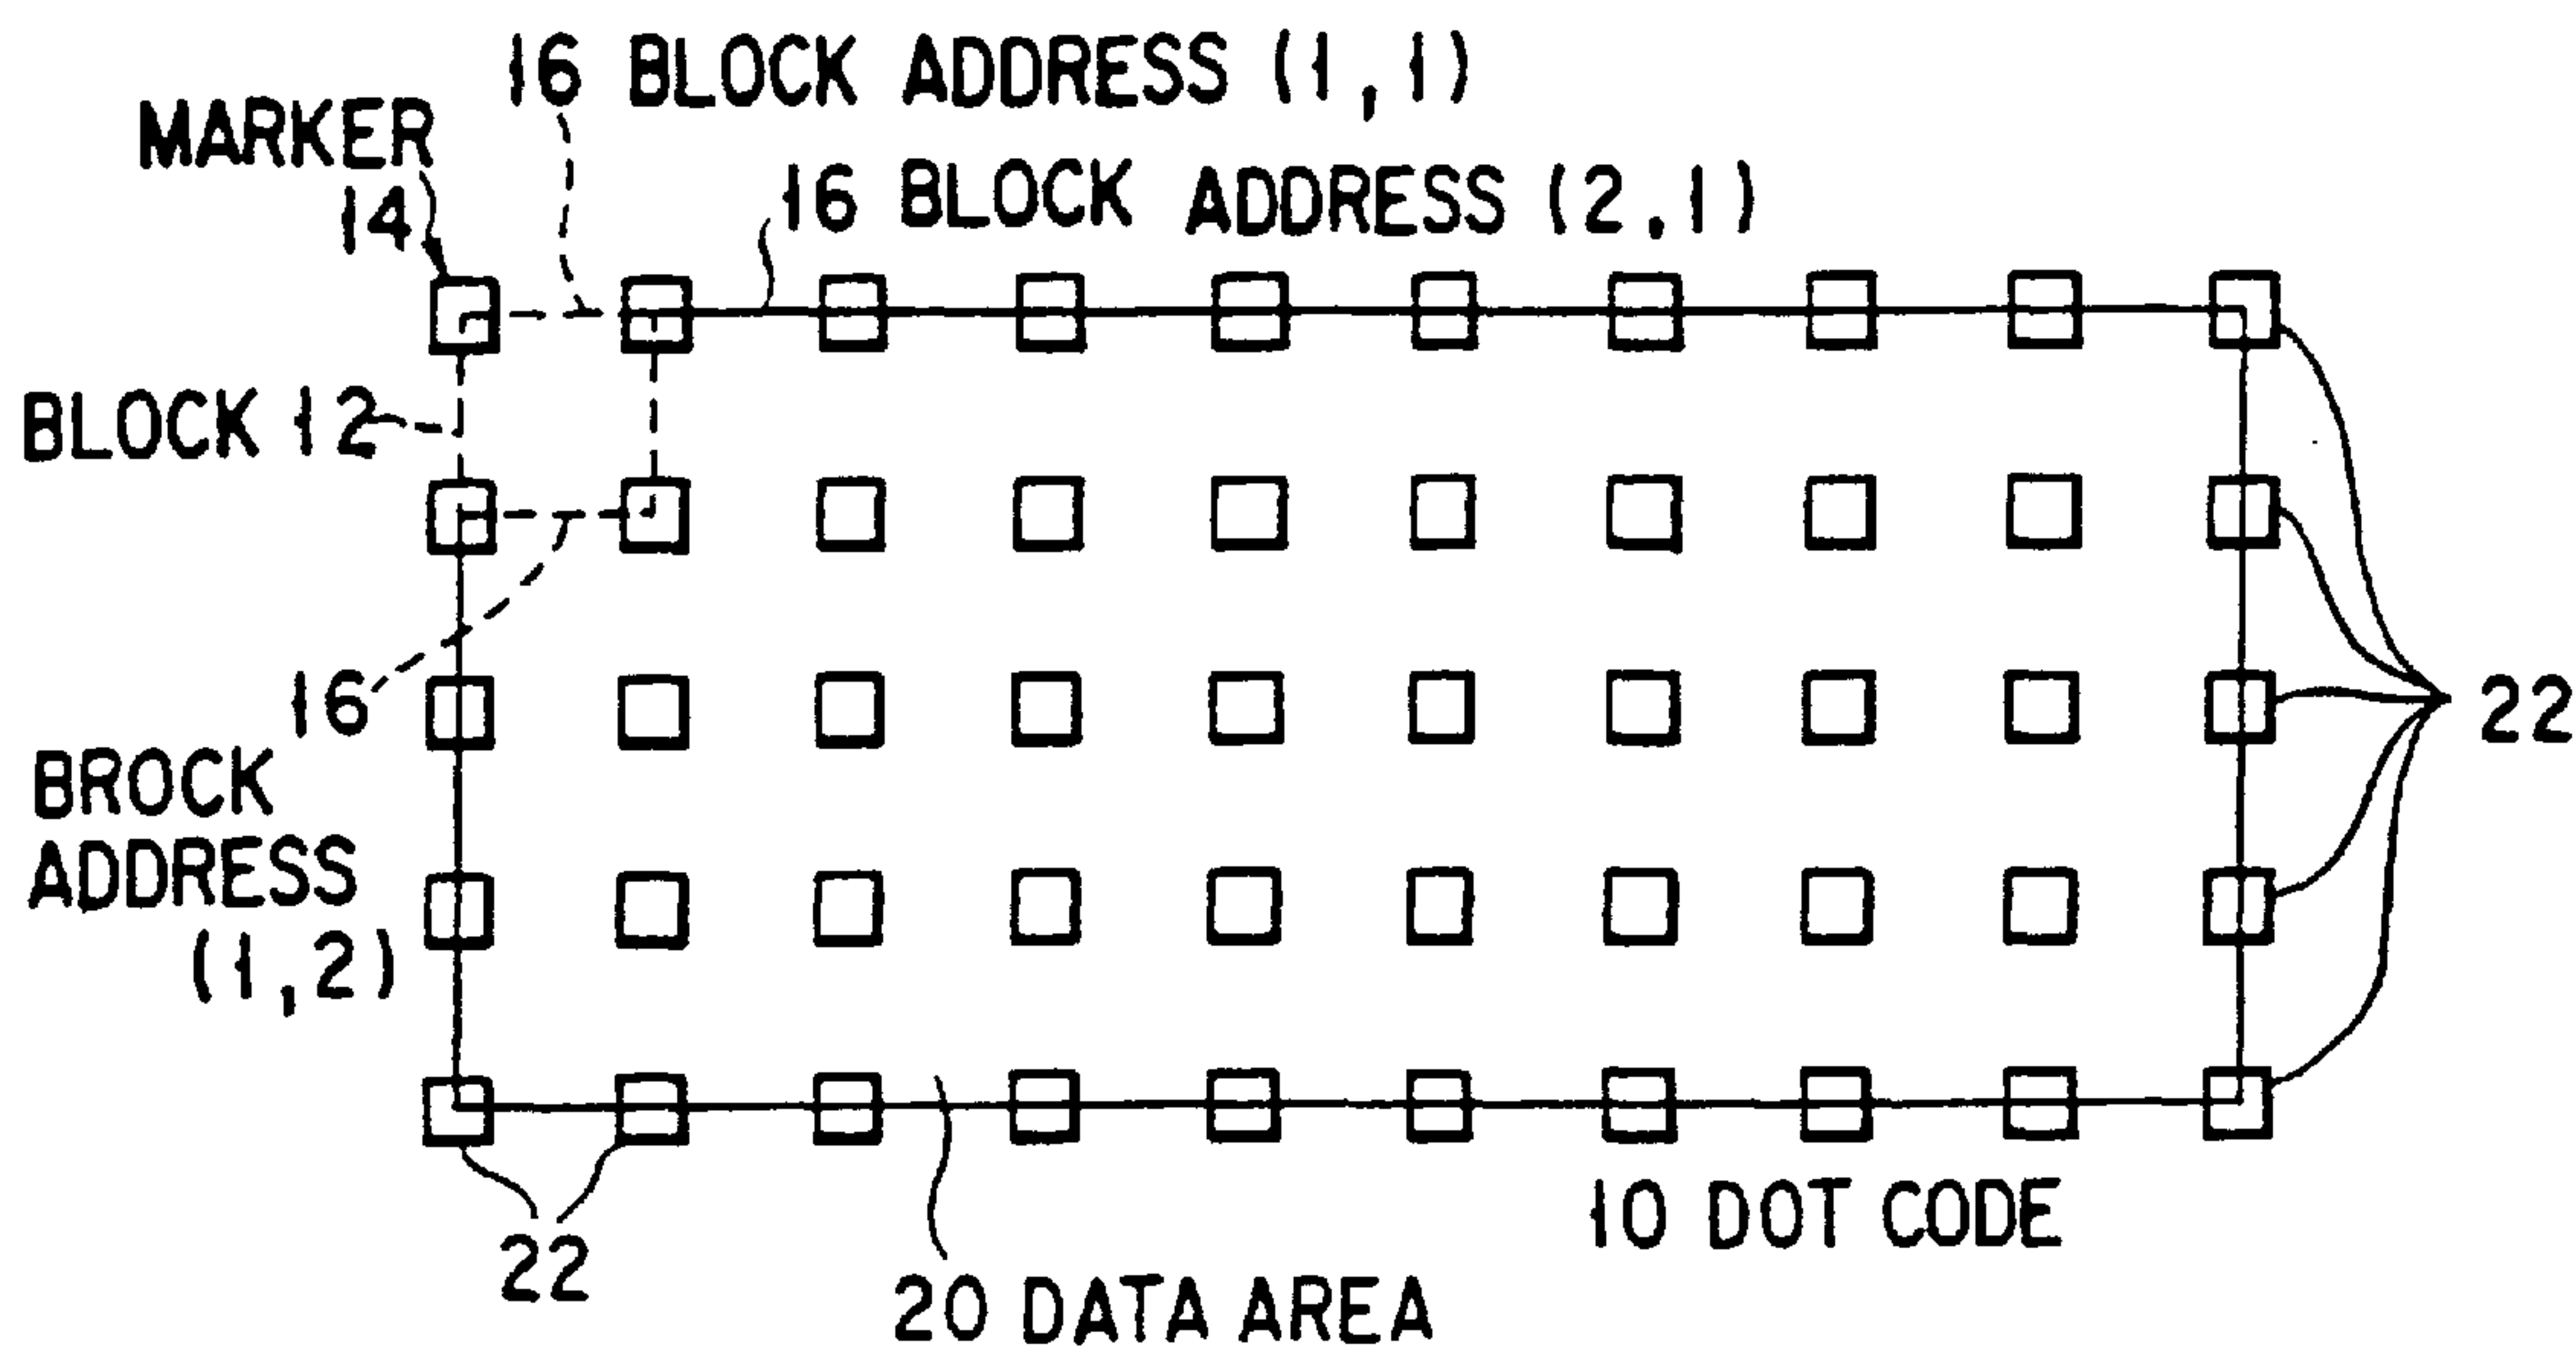 16 BLOCK ADDRESS (1,1)
MARKER
14
16 BLOCK ADDRESS (2,1)
BLOCK 12
16
BROCK
ADDRESS
(1,2)
22
22
10 DOT CODE
20 DATA AREA